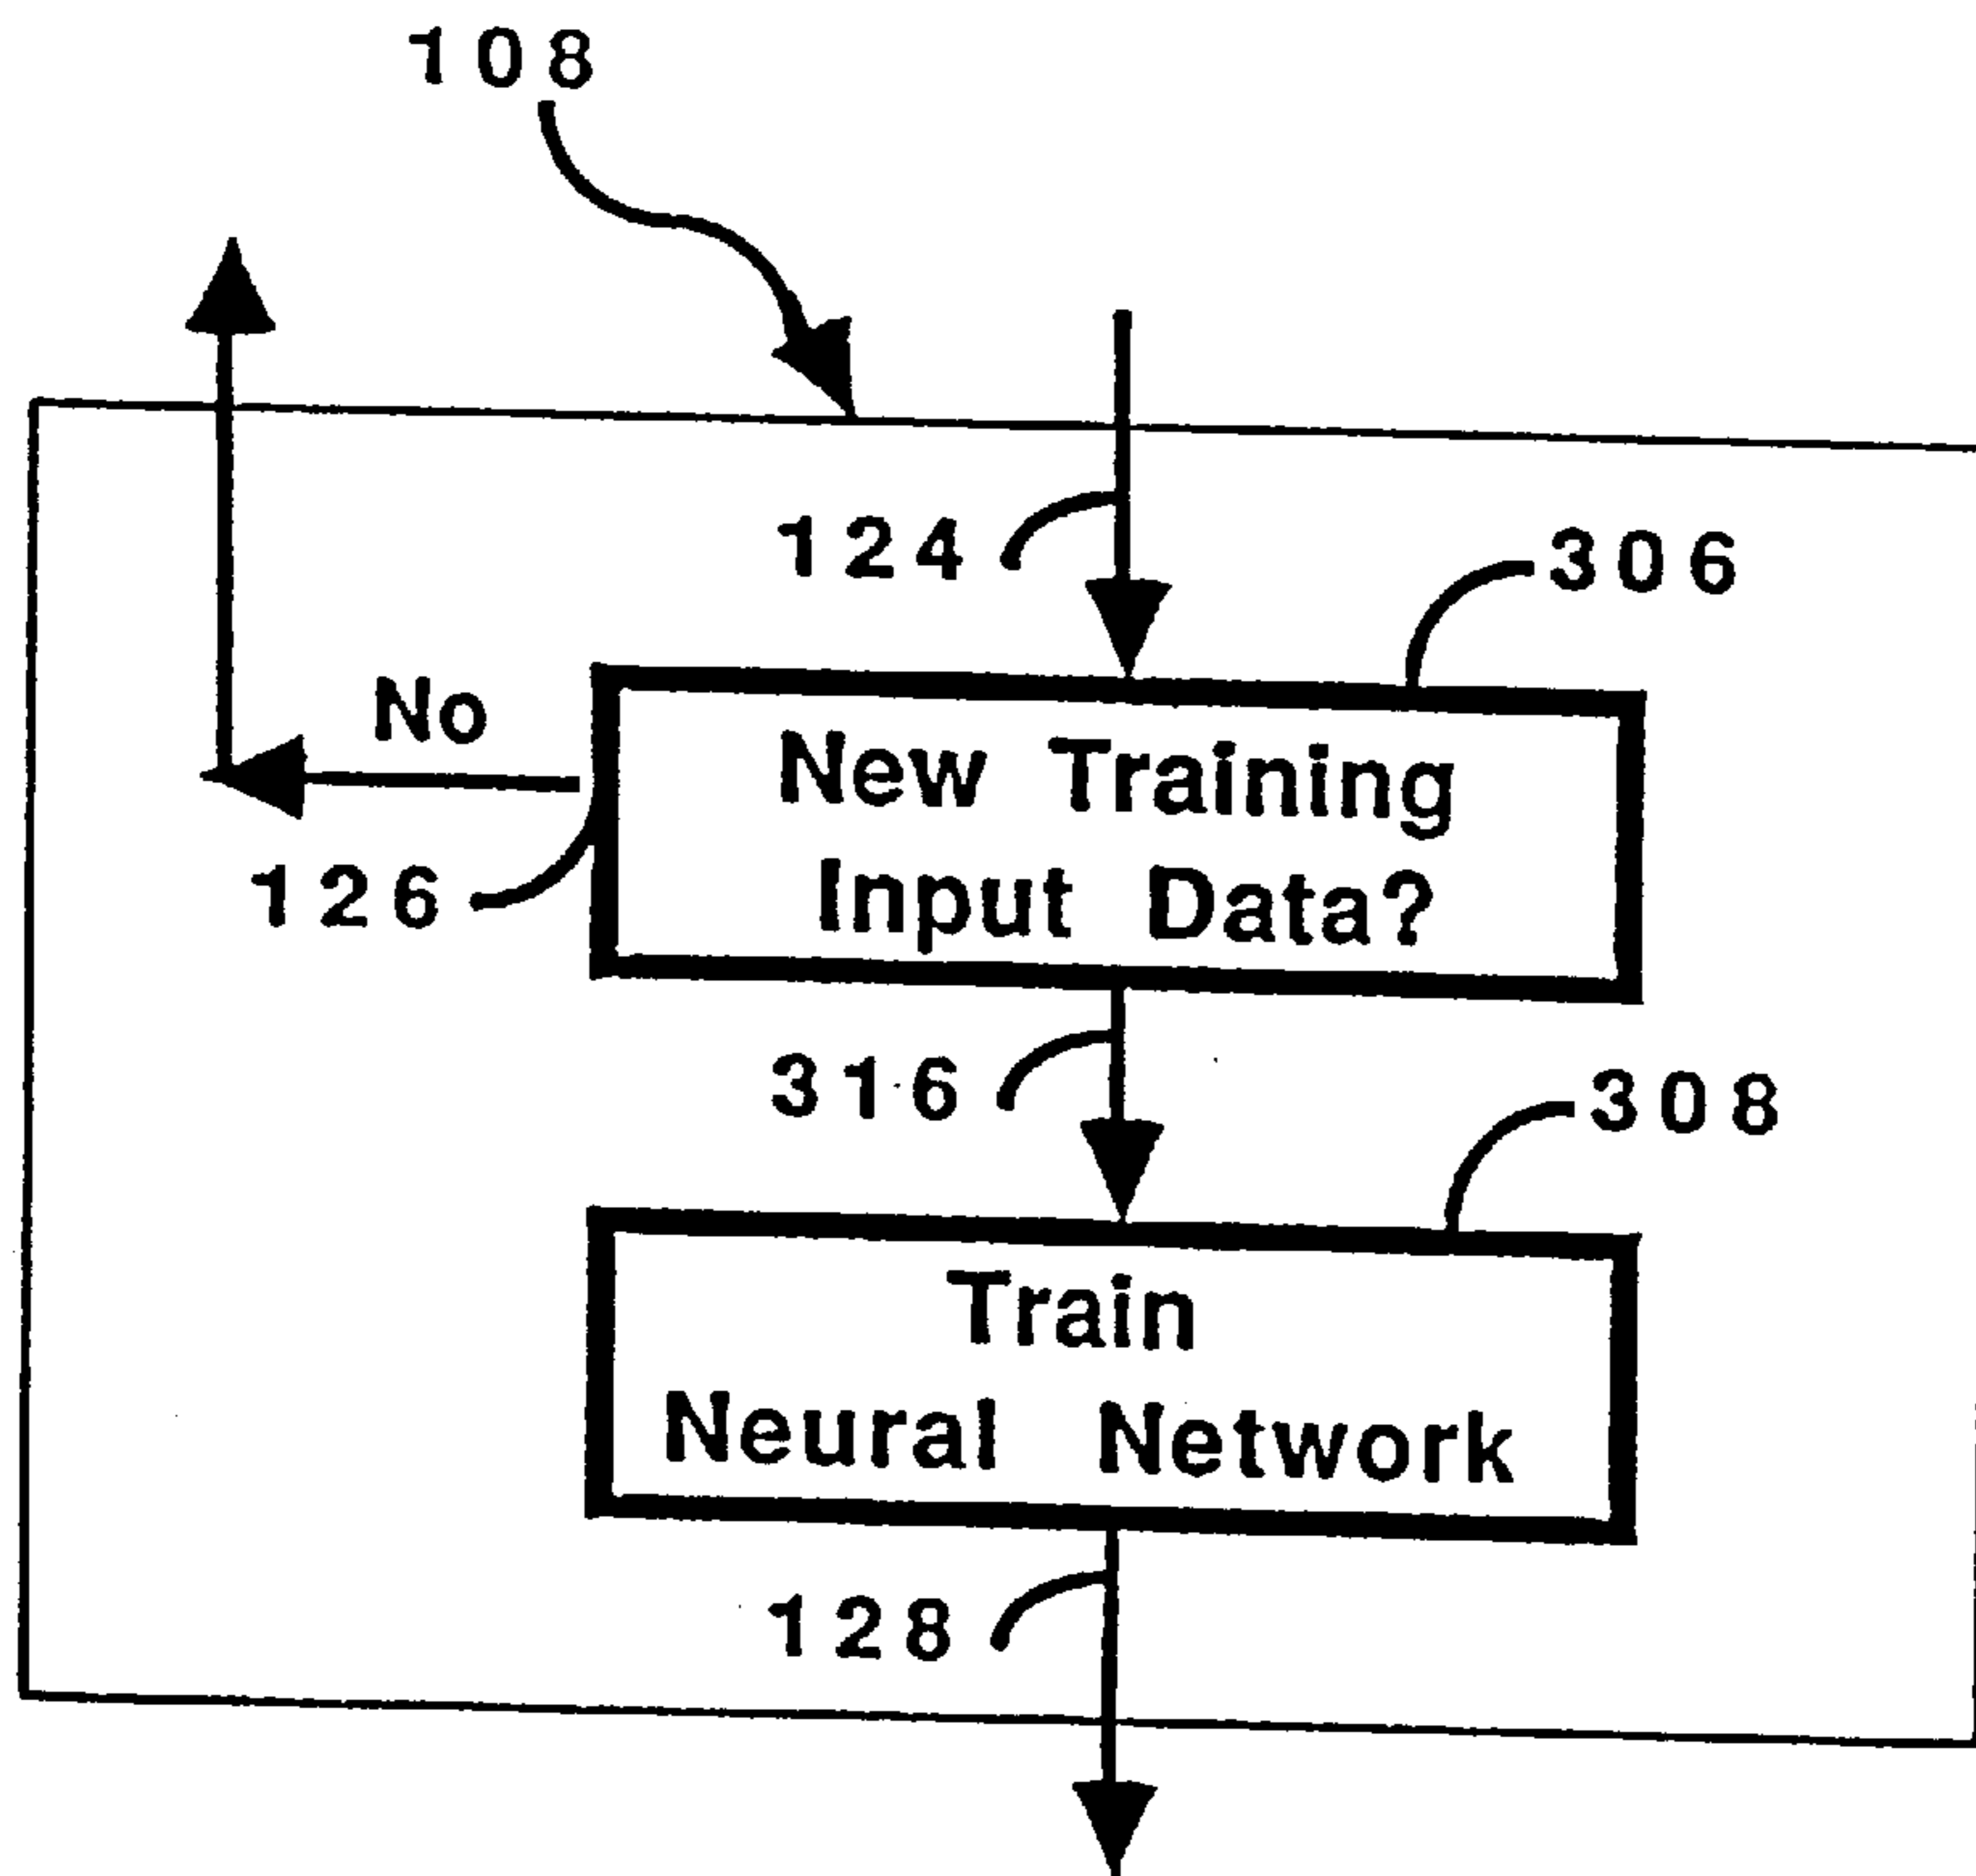 108
124
306
No
New Training
Input Data?
126
316
308
Train
Neural Network
128